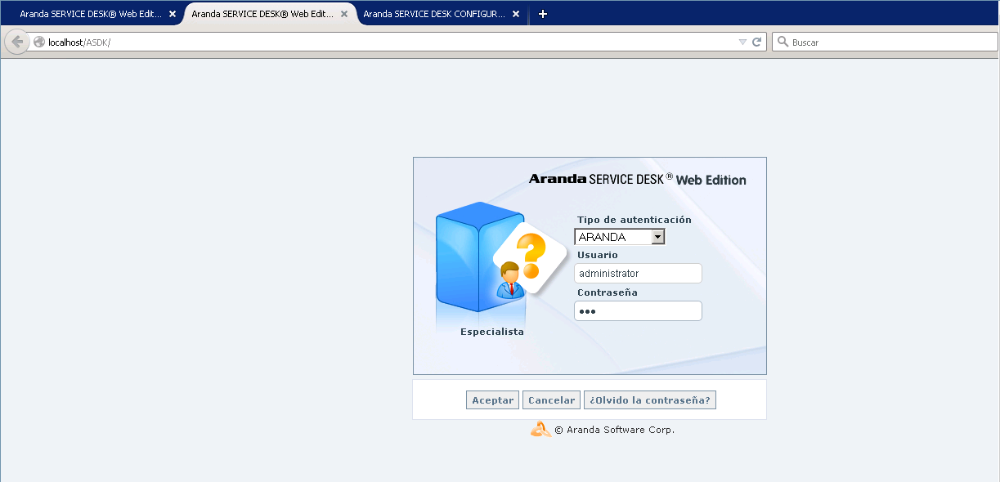 Aranda SERVICE DESK® Web Edit... Aranda SERVICE DESK® Web Edit... Aranda SERVICE DESK CONFIGUR...
localhost/ASDK/ Buscar
Aranda SERVICE DESK® Web Edition
Tipo de autenticación
ARANDA
Usuario
administrator
Contraseña
•••
Especialista
Aceptar Cancelar ¿Olvido la contraseña?
© Aranda Software Corp.